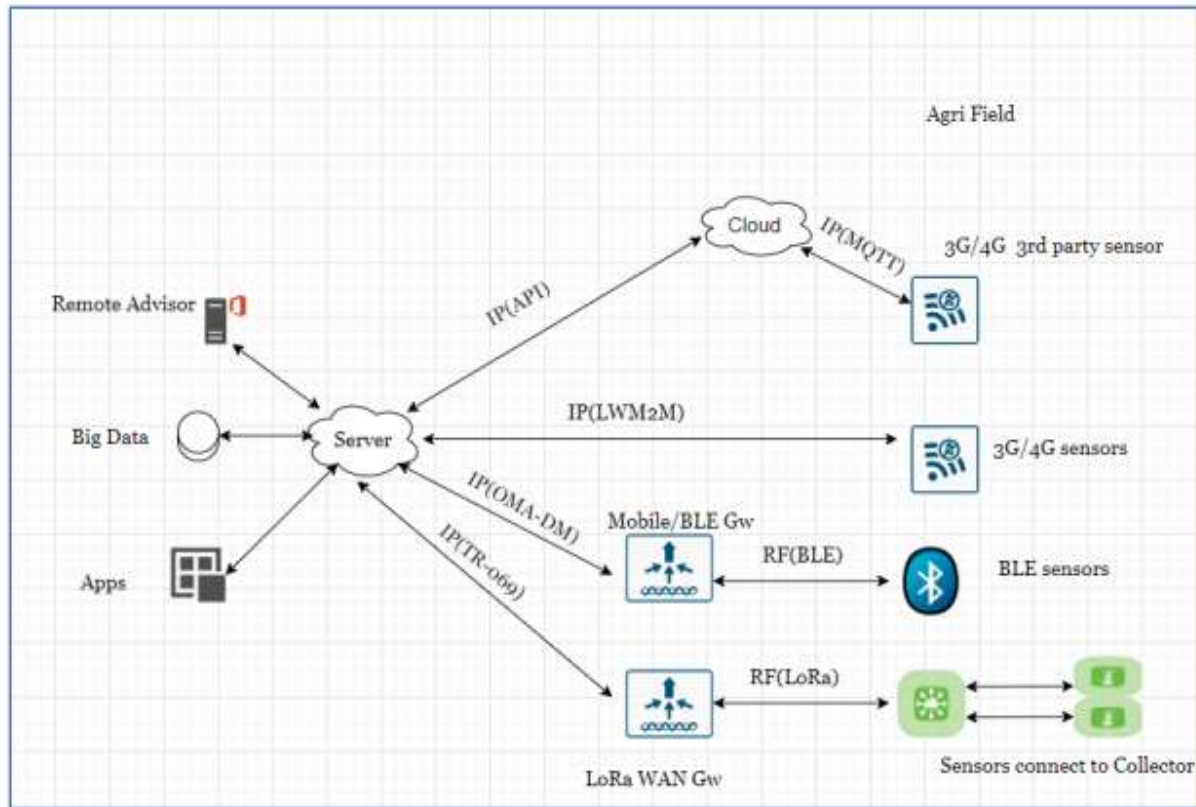 Agri Field
Cloud
IP(MQTT)
3G/4G 3rd party sensor
IP(API)
Remote Advisor
Big Data
Server
IP(LWM2M)
3G/4G sensors
IP(OMA-DM)
Mobile/BLE Gw
IP(TR-069)
RF(BLE)
BLE sensors
Apps
RF(LoRa)
LoRa WAN Gw
Sensors connect to Collector